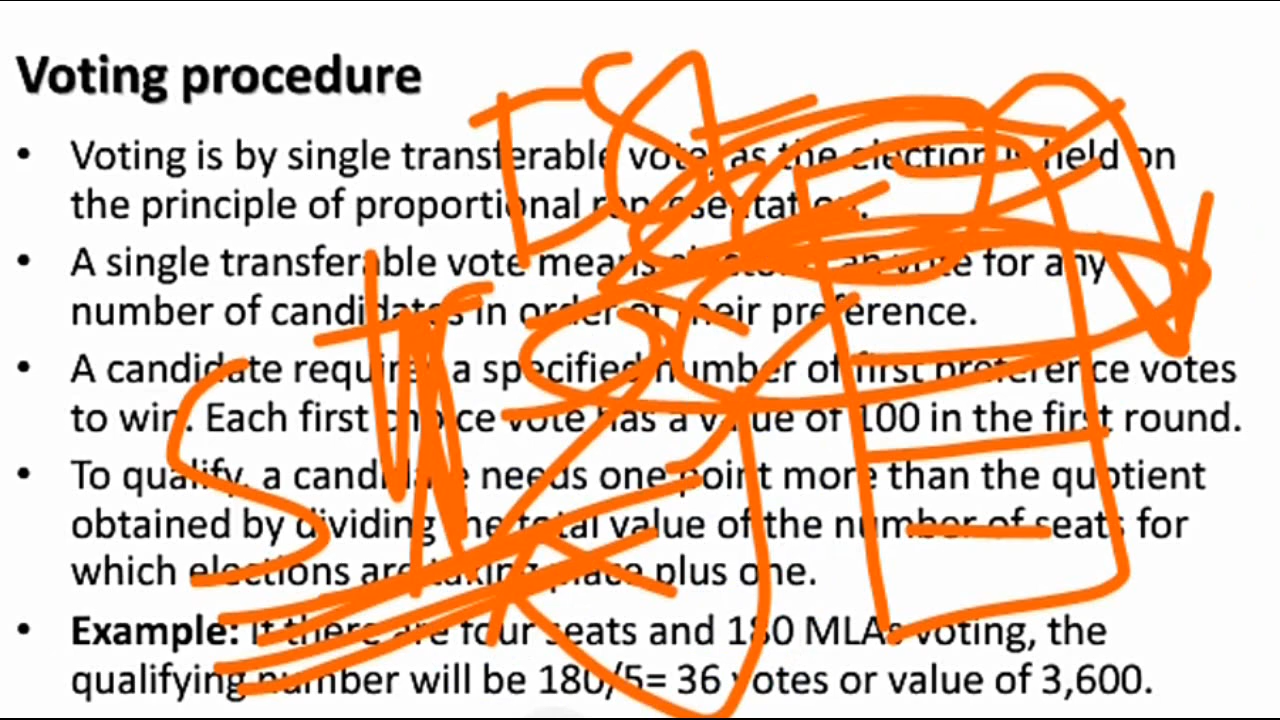 Voting procedure
• Voting is by single transferable vote, as the election is held on
the principle of proportional representation.
• A single transferable vote means electors can vote for any
number of candidates in order of their preference.
• A candidate requires a specified number of first preference votes
to win. Each first choice vote has a value of 100 in the first round.
• To qualify, a candidate needs one point more than the quotient
obtained by dividing the total value of the number of seats for
which elections are taking place plus one.
• Example: If there are four seats and 180 MLAs voting, the
qualifying number will be 180/5= 36 votes or value of 3,600.